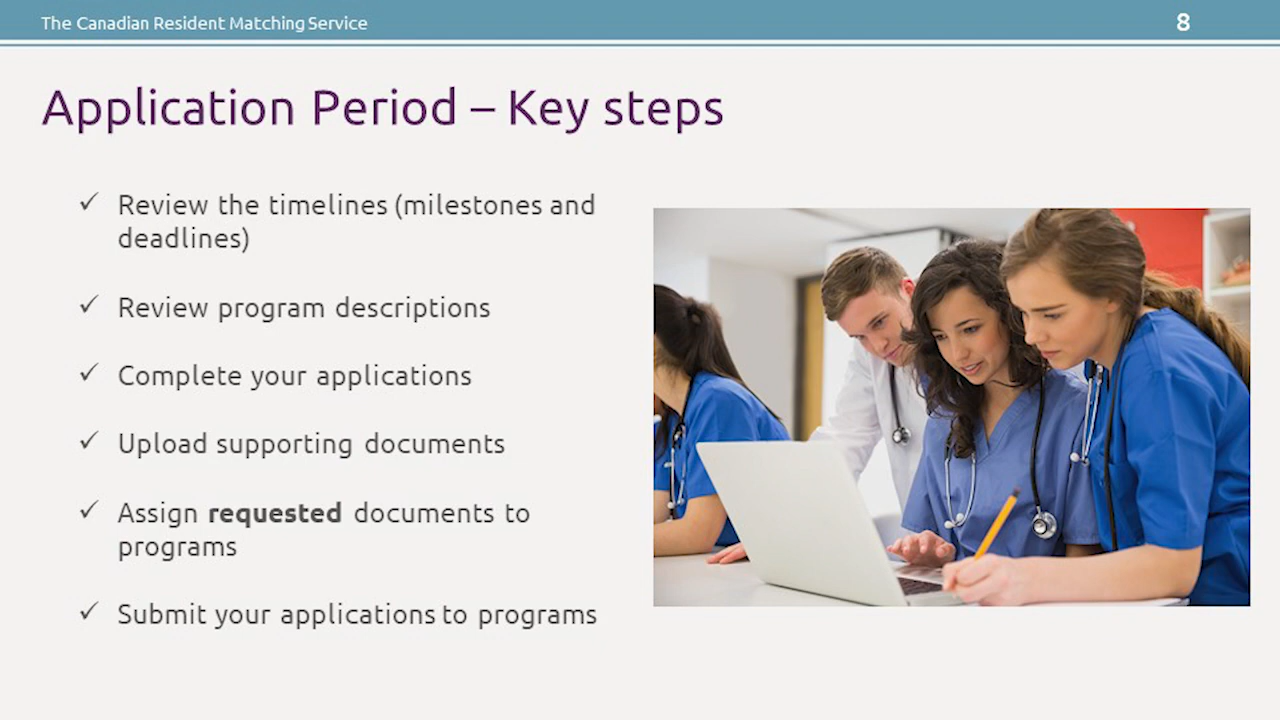 The Canadian Resident Matching Service
8
Application Period – Key steps
✓ Review the timelines (milestones and
deadlines)
✓ Review program descriptions
✓ Complete your applications
✓ Upload supporting documents
✓ Assign requested documents to
programs
✓ Submit your applications to programs